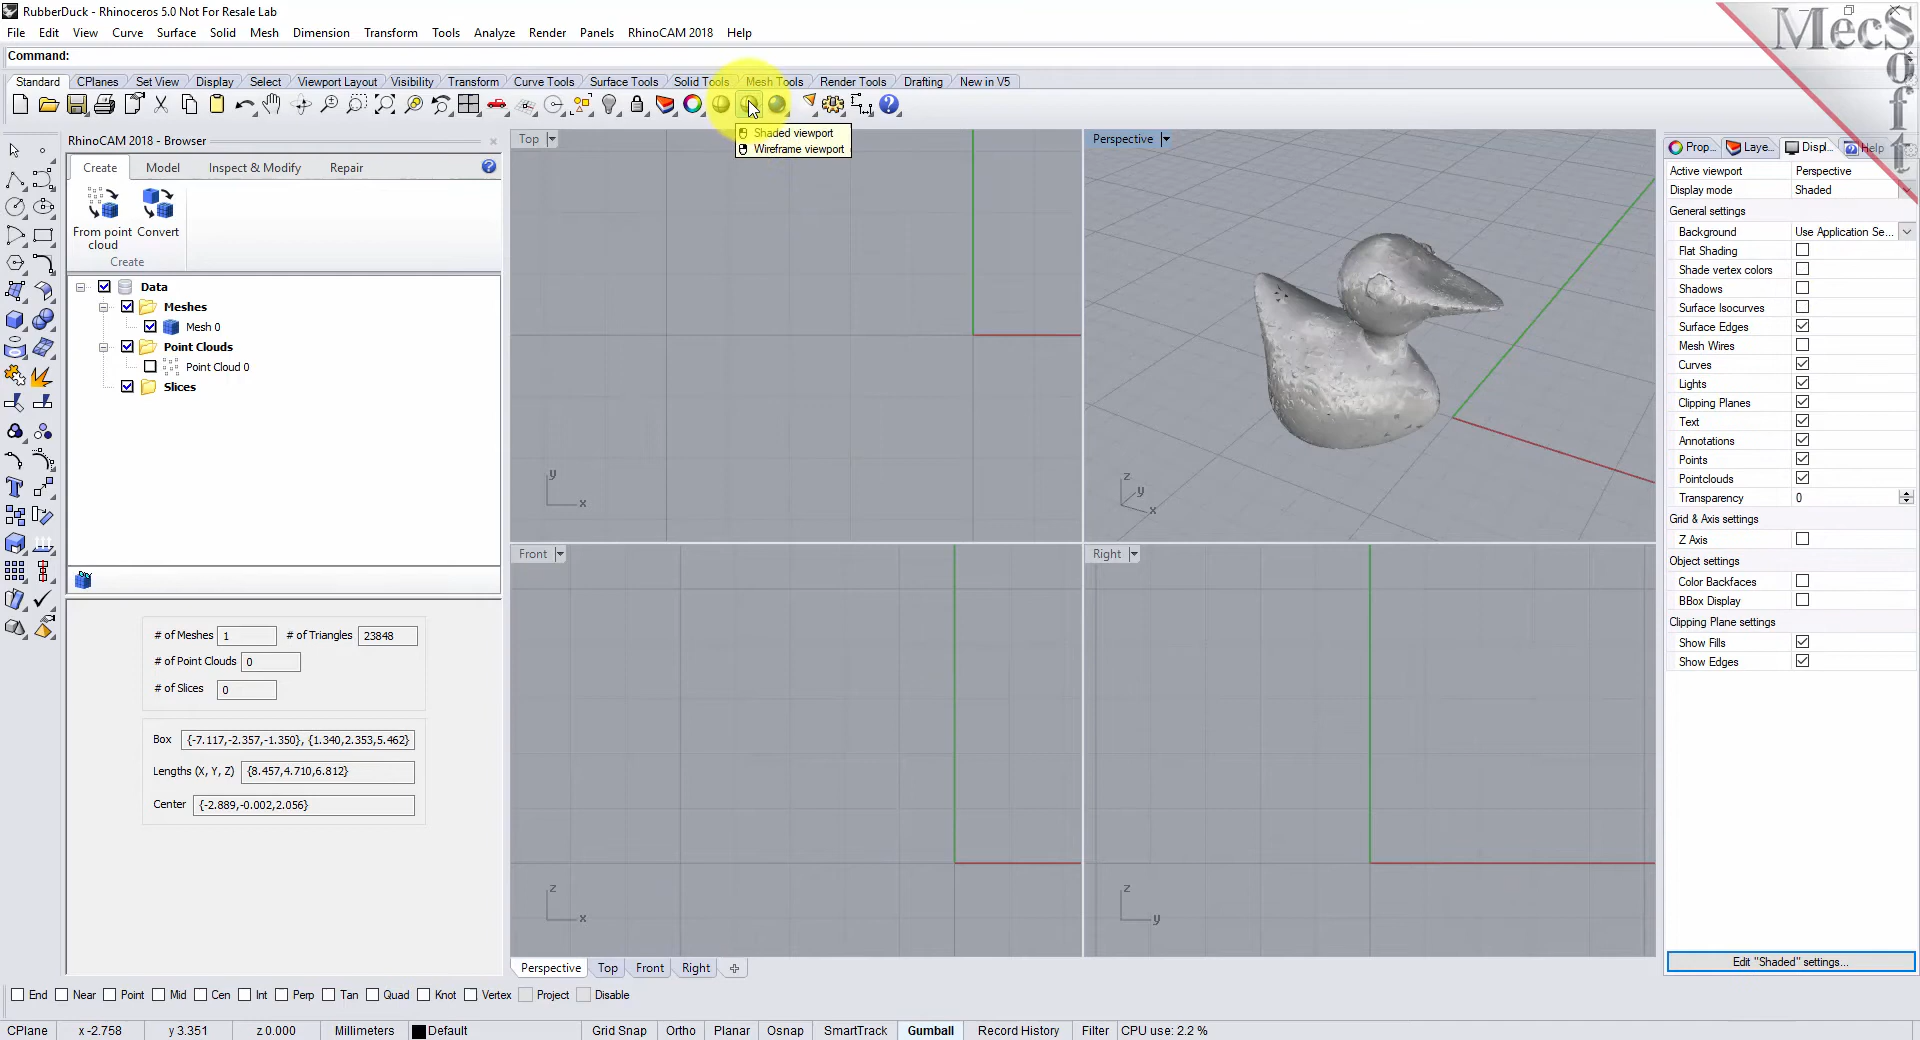 RubberDuck - Rhinoceros 5.0 Not For Resale Lab
File Edit View Curve Surface Solid Mesh Dimension Transform Tools Analyze Render Panels RhinoCAM 2018 Help
Command:
Standard CPlanes Set View Display Select Viewport Layout Visibility Transform Curve Tools Surface Tools Solid Tools Mesh Tools Render Tools Drafting New in V5
MecSoft
Shaded viewport
Wireframe viewport
RhinoCAM 2018 - Browser
Create Model Inspect & Modify Repair
From point cloud
Convert
Create
Data
Meshes
Mesh 0
Point Clouds
Point Cloud 0
Slices
# of Meshes 1 # of Triangles 23848
# of Point Clouds 0
# of Slices 0
Box {-7.117,-2.357,-1.350}, {1.340,2.353,5.462}
Lengths (X, Y, Z) {8.457,4.710,6.812}
Center {-2.889,-0.002,2.056}
Top
y
x
Perspective
z
y
x
Front
z
x
Right
z
y
Perspective Top Front Right
Prop... Laye... Displ... Help
Active viewport Perspective
Display mode Shaded
General settings
Background Use Application Se...
Flat Shading
Shade vertex colors
Shadows
Surface Isocurves
Surface Edges
Mesh Wires
Curves
Lights
Clipping Planes
Text
Annotations
Points
Pointclouds
Transparency 0
Grid & Axis settings
Z Axis
Object settings
Color Backfaces
BBox Display
Clipping Plane settings
Show Fills
Show Edges
Edit "Shaded" settings...
End Near Point Mid Cen Int Perp Tan Quad Knot Vertex Project Disable
CPlane x -2.758 y 3.351 z 0.000 Millimeters Default Grid Snap Ortho Planar Osnap SmartTrack Gumball Record History Filter CPU use: 2.2 %